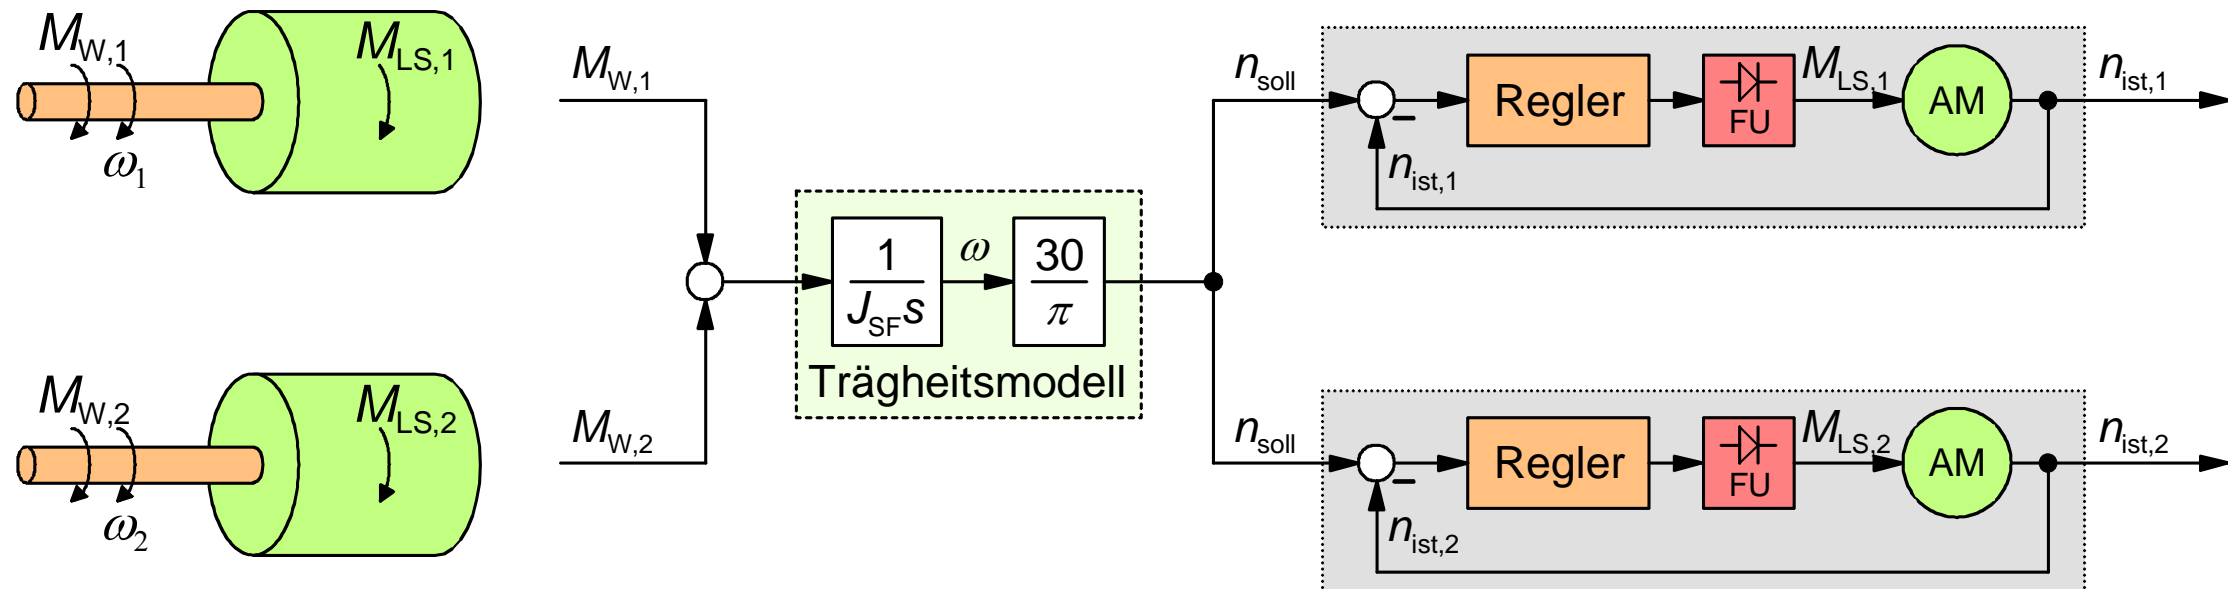 M_W,1
M_LS,1
ω_1
M_W,1
n_soll
Regler
FU
M_LS,1
AM
n_ist,1
n_ist,1
−
1
J_SF s
ω
30
π
Trägheitsmodell
M_W,2
M_LS,2
ω_2
M_W,2
n_soll
Regler
FU
M_LS,2
AM
n_ist,2
n_ist,2
−